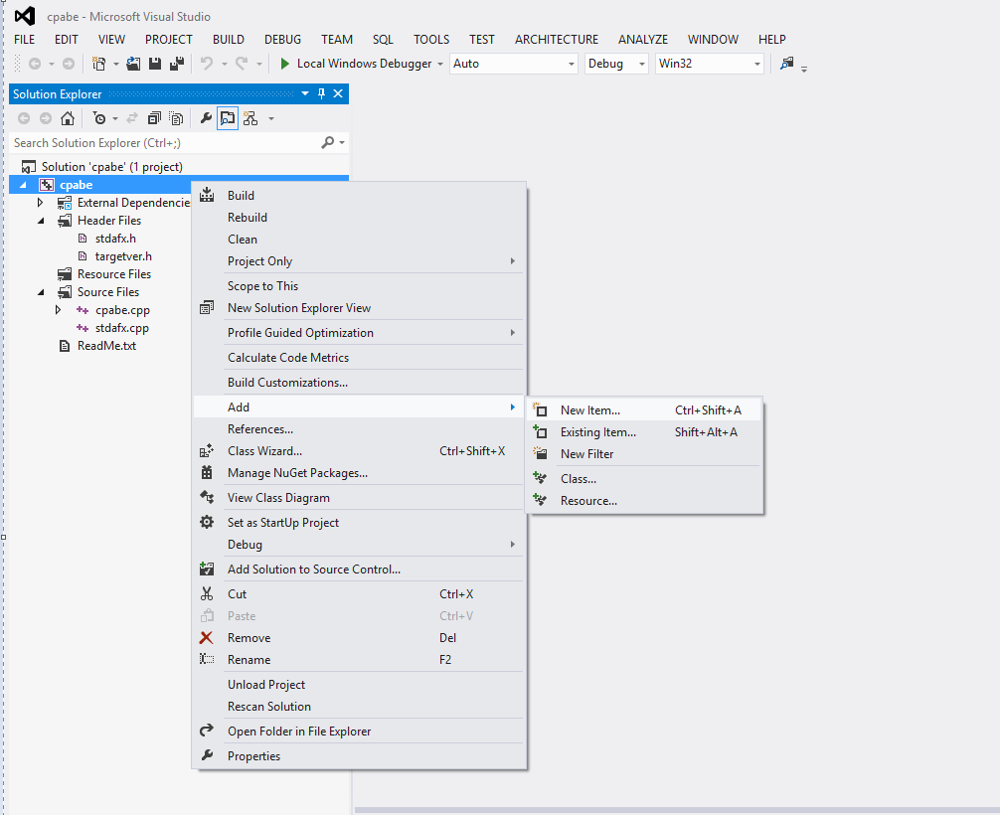 cpabe - Microsoft Visual Studio
FILE EDIT VIEW PROJECT BUILD DEBUG TEAM SQL TOOLS TEST ARCHITECTURE ANALYZE WINDOW HELP
Local Windows Debugger Auto Debug Win32
Solution Explorer
Search Solution Explorer (Ctrl+;)
Solution 'cpabe' (1 project)
cpabe
External Dependencie
Header Files
stdafx.h
targetver.h
Resource Files
Source Files
cpabe.cpp
stdafx.cpp
ReadMe.txt
Build
Rebuild
Clean
Project Only
Scope to This
New Solution Explorer View
Profile Guided Optimization
Calculate Code Metrics
Build Customizations...
Add
References...
Class Wizard... Ctrl+Shift+X
Manage NuGet Packages...
View Class Diagram
Set as StartUp Project
Debug
Add Solution to Source Control...
Cut Ctrl+X
Paste Ctrl+V
Remove Del
Rename F2
Unload Project
Rescan Solution
Open Folder in File Explorer
Properties
New Item... Ctrl+Shift+A
Existing Item... Shift+Alt+A
New Filter
Class...
Resource...